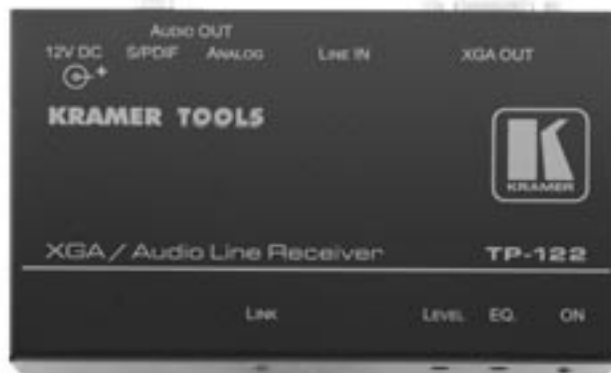 AUDIO OUT
12V DC S/PDIF ANALOG LINE IN XGA OUT
+
KRAMER TOOLS
K
KRAMER
XGA / Audio Line Receiver TP-122
LINK LEVEL EQ. ON